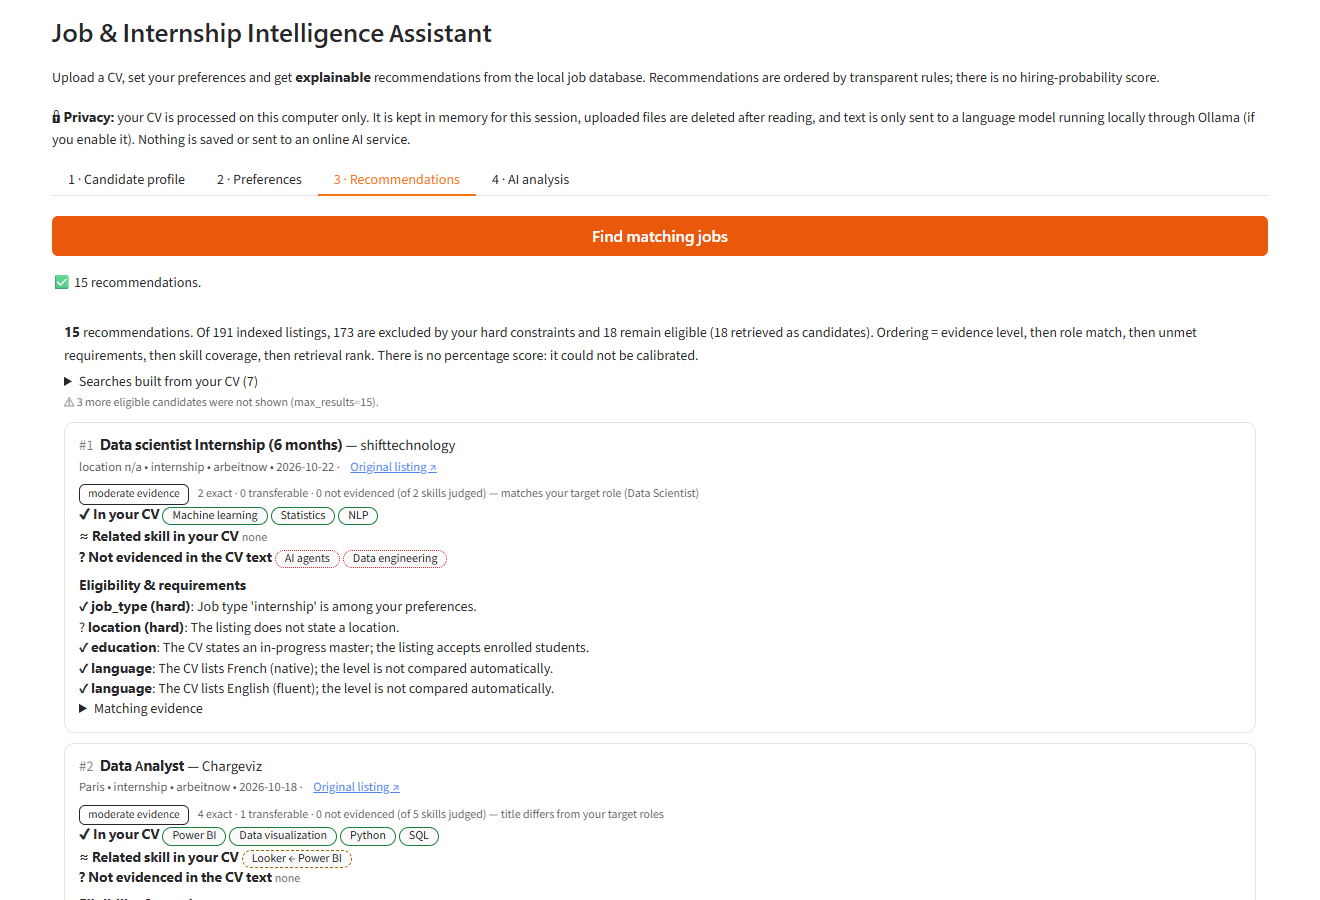 Job & Internship Intelligence Assistant
Upload a CV, set your preferences and get explainable recommendations from the local job database. Recommendations are ordered by transparent rules; there is no hiring-probability score.
🔒 Privacy: your CV is processed on this computer only. It is kept in memory for this session, uploaded files are deleted after reading, and text is only sent to a language model running locally through Ollama (if
you enable it). Nothing is saved or sent to an online AI service.
1 · Candidate profile 2 · Preferences 3 · Recommendations 4 · AI analysis
Find matching jobs
✅ 15 recommendations.
15 recommendations. Of 191 indexed listings, 173 are excluded by your hard constraints and 18 remain eligible (18 retrieved as candidates). Ordering = evidence level, then role match, then unmet
requirements, then skill coverage, then retrieval rank. There is no percentage score: it could not be calibrated.
▶ Searches built from your CV (7)
⚠ 3 more eligible candidates were not shown (max_results=15).
#1 Data scientist Internship (6 months) — shifttechnology
location n/a • internship • arbeitnow • 2026-10-22 · Original listing ↗
moderate evidence 2 exact · 0 transferable · 0 not evidenced (of 2 skills judged) — matches your target role (Data Scientist)
✓ In your CV Machine learning Statistics NLP
≈ Related skill in your CV none
? Not evidenced in the CV text AI agents Data engineering
Eligibility & requirements
✓ job_type (hard): Job type 'internship' is among your preferences.
? location (hard): The listing does not state a location.
✓ education: The CV states an in-progress master; the listing accepts enrolled students.
✓ language: The CV lists French (native); the level is not compared automatically.
✓ language: The CV lists English (fluent); the level is not compared automatically.
▶ Matching evidence
#2 Data Analyst — Chargeviz
Paris • internship • arbeitnow • 2026-10-18 · Original listing ↗
moderate evidence 4 exact · 1 transferable · 0 not evidenced (of 5 skills judged) — title differs from your target roles
✓ In your CV Power BI Data visualization Python SQL
≈ Related skill in your CV Looker ← Power BI
? Not evidenced in the CV text none